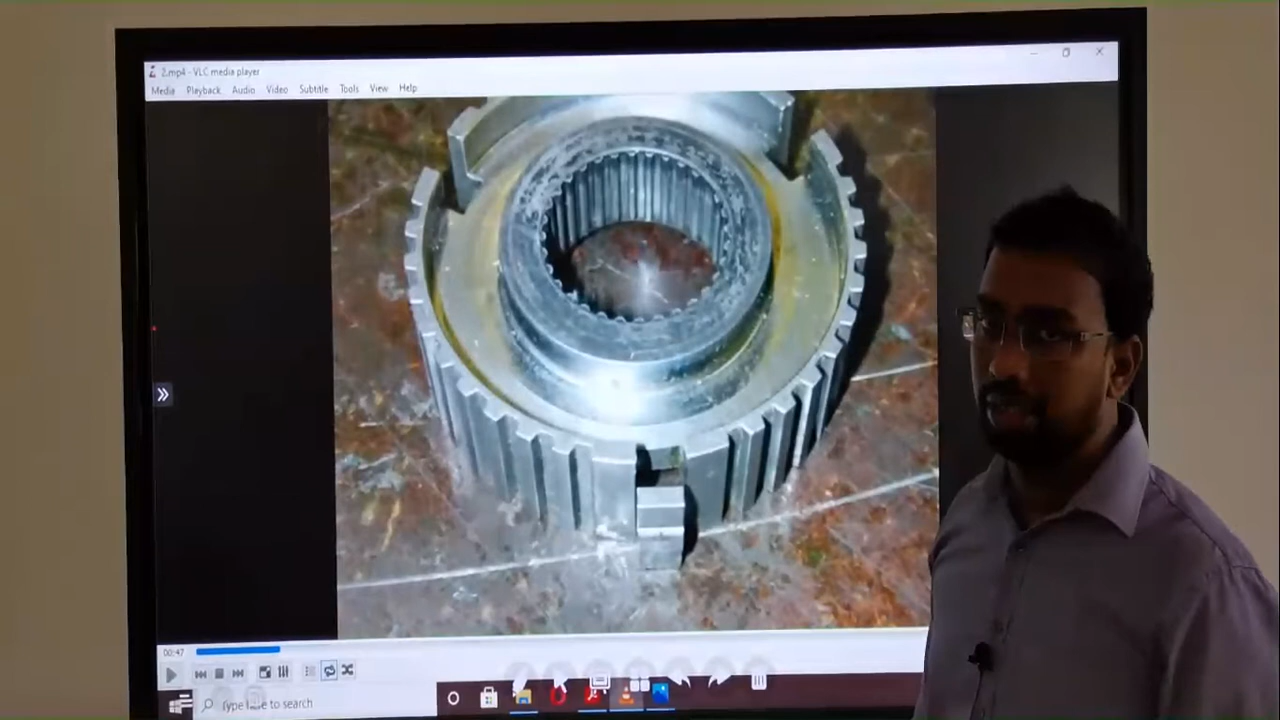 2.mp4 - VLC media player
Media Playback Audio Video Subtitle Tools View Help
00:47
Type here to search